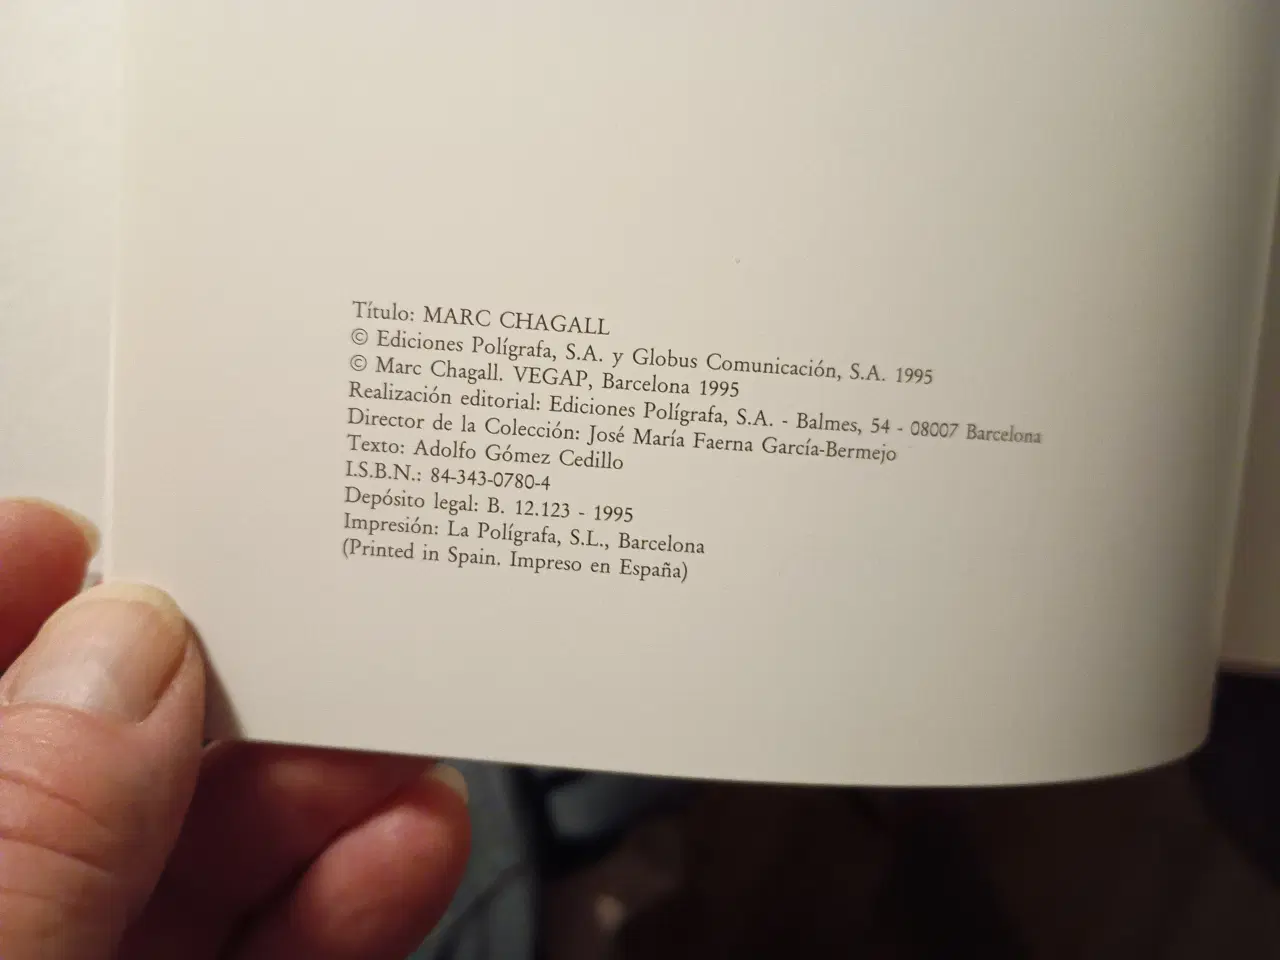 Título: MARC CHAGALL
© Ediciones Polígrafa, S.A. y Globus Comunicación, S.A. 1995
© Marc Chagall. VEGAP, Barcelona 1995
Realización editorial: Ediciones Polígrafa, S.A. - Balmes, 54 - 08007 Barcelona
Director de la Colección: José María Faerna García-Bermejo
Texto: Adolfo Gómez Cedillo
I.S.B.N.: 84-343-0780-4
Depósito legal: B. 12.123 - 1995
Impresión: La Polígrafa, S.L., Barcelona
(Printed in Spain. Impreso en España)